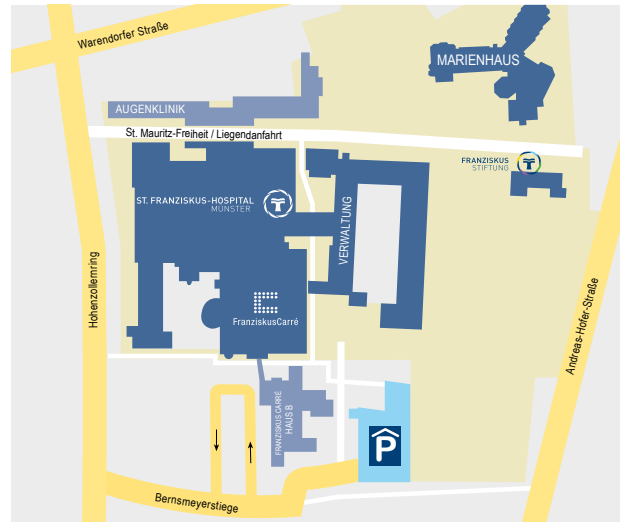 Warendorfer Straße
MARIENHAUS
AUGENKLINIK
St. Mauritz-Freiheit / Liegendanfahrt
FRANZISKUS
STIFTUNG
ST. FRANZISKUS-HOSPITAL
MÜNSTER
VERWALTUNG
Hohenzollernring
FranziskusCarré
Andreas-Hofer-Straße
FRANZISKUS CARRÉ
HAUS B
P
Bernsmeyerstiege